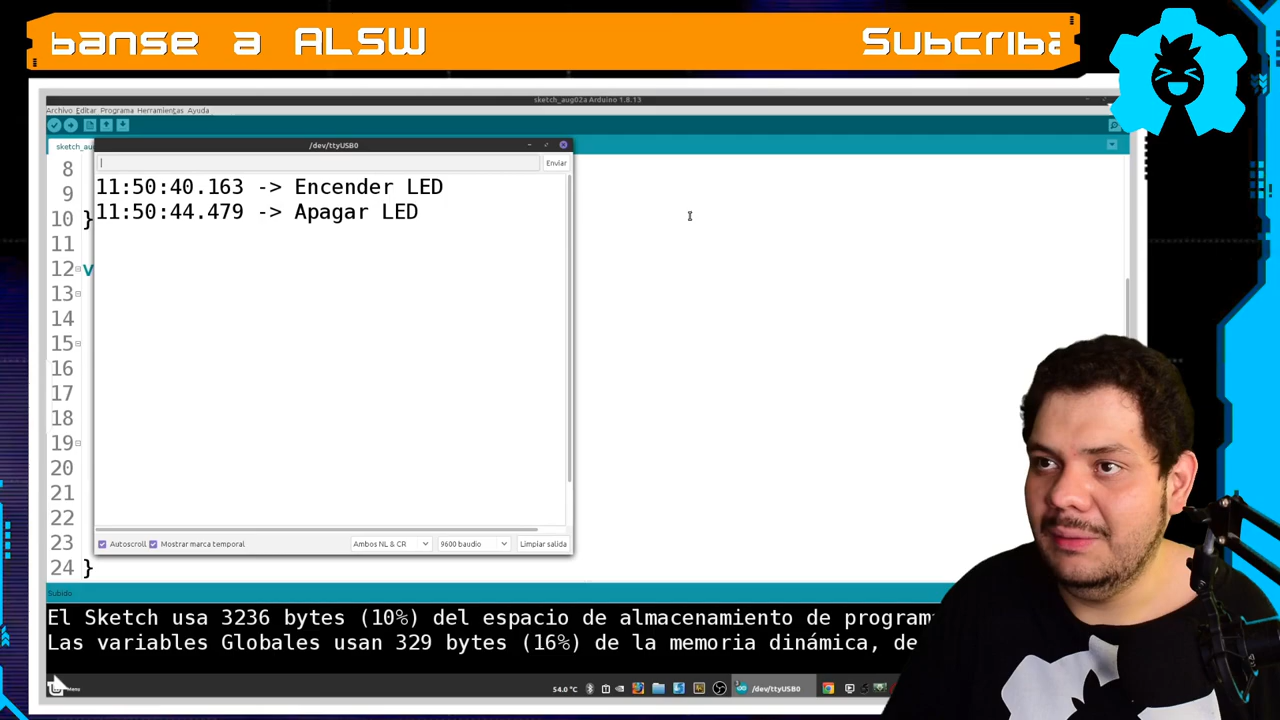 banse a ALSW Subcriba
sketch_aug02a Arduino 1.8.13
Archivo Editar Programa Herramientas Ayuda
sketch_au
/dev/ttyUSB0
Enviar
11:50:40.163 -> Encender LED
11:50:44.479 -> Apagar LED
8
9
10 }
11
12 v
13
14
15
16
17
18
19
20
21
22
23
24 }
Autoscroll Mostrar marca temporal Ambos NL & CR 9600 baudio Limpiar salida
Subido
El Sketch usa 3236 bytes (10%) del espacio de almacenamiento de program
Las variables Globales usan 329 bytes (16%) de la memoria dinámica, de
Menu 54.0 °C /dev/ttyUSB0